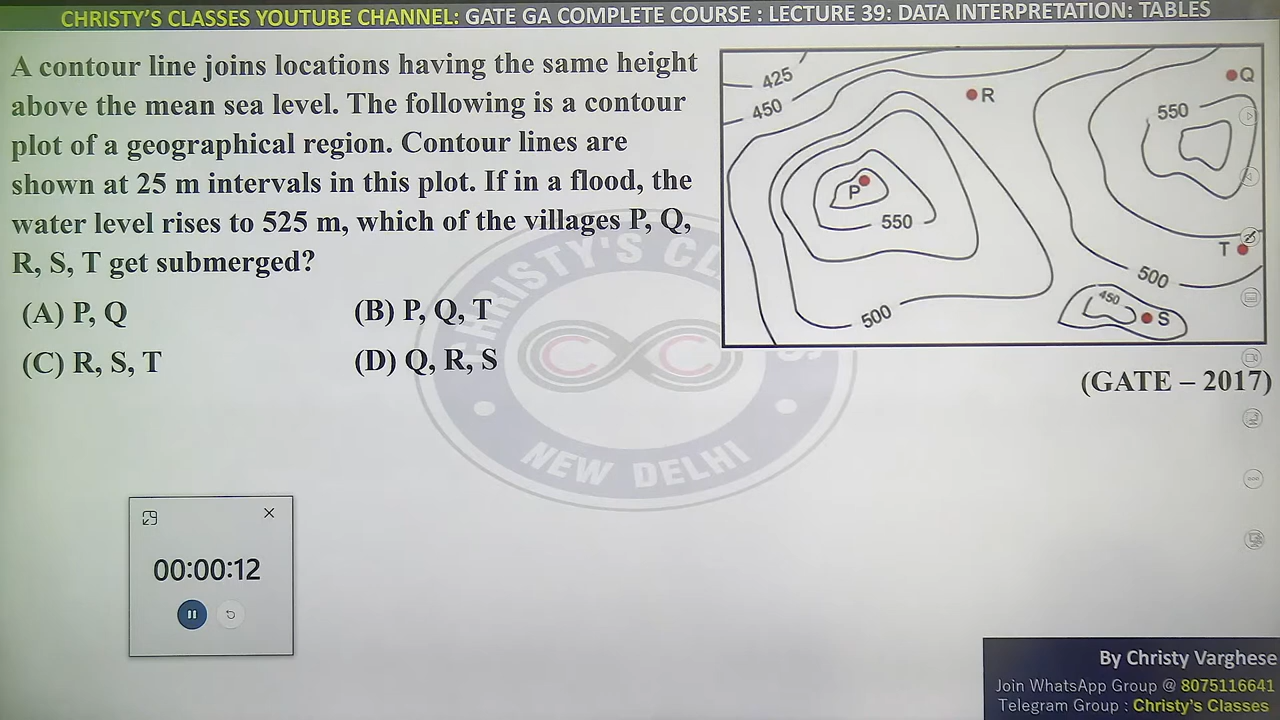 CHRISTY'S CLASSES YOUTUBE CHANNEL: GATE GA COMPLETE COURSE : LECTURE 39: DATA INTERPRETATION: TABLES
A contour line joins locations having the same height
above the mean sea level. The following is a contour
plot of a geographical region. Contour lines are
shown at 25 m intervals in this plot. If in a flood, the
water level rises to 525 m, which of the villages P, Q,
R, S, T get submerged?
(A) P, Q
(B) P, Q, T
(C) R, S, T
(D) Q, R, S
425
450
R
Q
550
P
550
T
500
450
S
500
(GATE – 2017)
CHRISTY'S CL
NEW DELHI
00:00:12
By Christy Varghese
Join WhatsApp Group @ 8075116641
Telegram Group : Christy's Classes